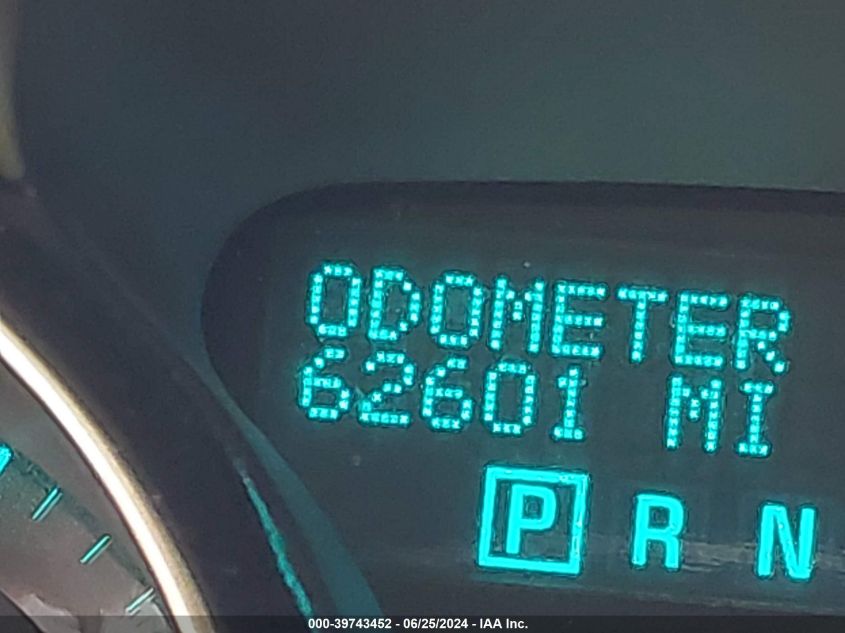 ODOMETER
62601 MI
P R N
000-39743452 - 06/25/2024 - IAA Inc.